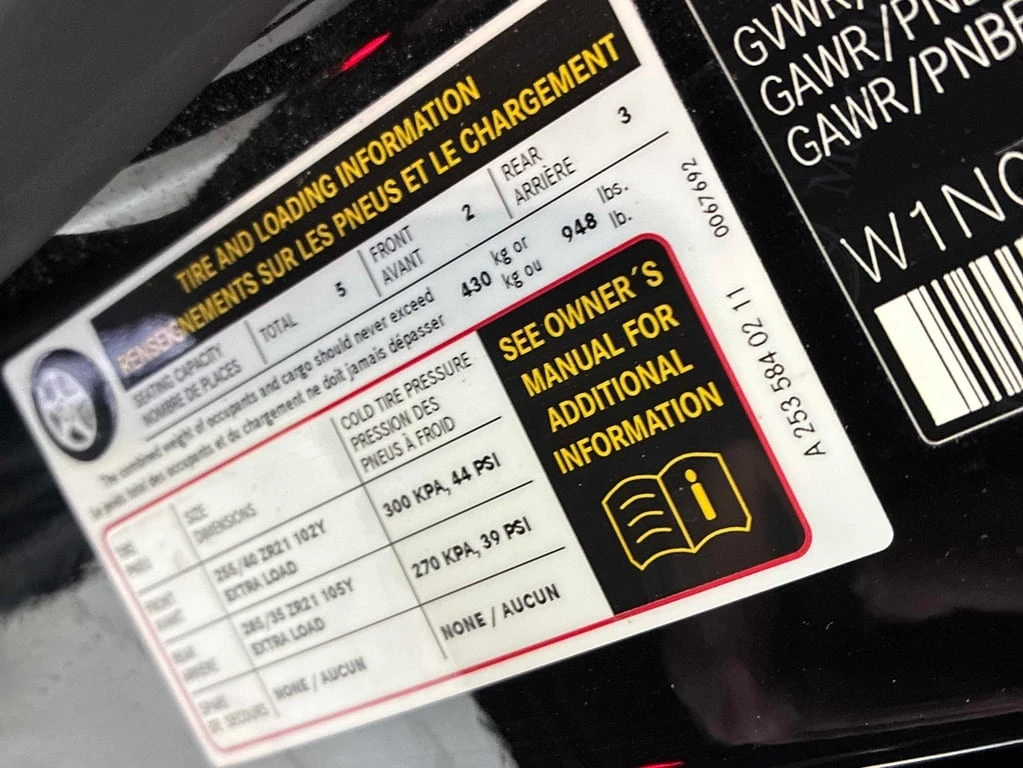 TIRE AND LOADING INFORMATION
RENSEIGNEMENTS SUR LES PNEUS ET LE CHARGEMENT
SEATING CAPACITY
NOMBRE DE PLACES
TOTAL
5
FRONT
AVANT
2
REAR
ARRIÈRE
3
The combined weight of occupants and cargo should never exceed 430 kg or 948 lbs.
Le poids total des occupants et du chargement ne doit jamais dépasser kg ou lb.
TIRE
PNEU
SIZE
DIMENSIONS
COLD TIRE PRESSURE
PRESSION DES
PNEUS À FROID
FRONT
AVANT
255/40 ZR21 102Y
EXTRA LOAD
300 KPA, 44 PSI
REAR
ARRIÈRE
285/35 ZR21 105Y
EXTRA LOAD
270 KPA, 39 PSI
SPARE
DE SECOURS
NONE / AUCUN
NONE / AUCUN
SEE OWNER´S
MANUAL FOR
ADDITIONAL
INFORMATION
i
0067692
A 253 584 02 11
GVWR
GAWR/PNB
GAWR/PNBE
W1N